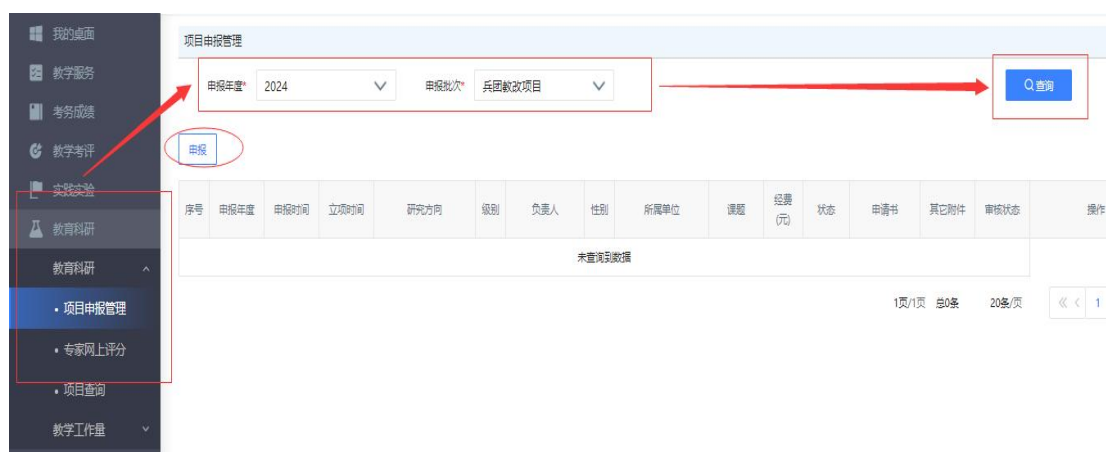 我的桌面
教学服务
考务成绩
教学考评
实践实验
教育科研
教育科研
• 项目申报管理
• 专家网上评分
• 项目查询
教学工作量
项目申报管理
申报年度* 2024 申报批次* 兵团教改项目 查询
申报
序号 申报年度 申报时间 立项时间 研究方向 级别 负责人 性别 所属单位 课题 经费(元) 状态 申请书 其它附件 审核状态 操作
未查询到数据
1页/1页 总0条 20条/页 《 < 1